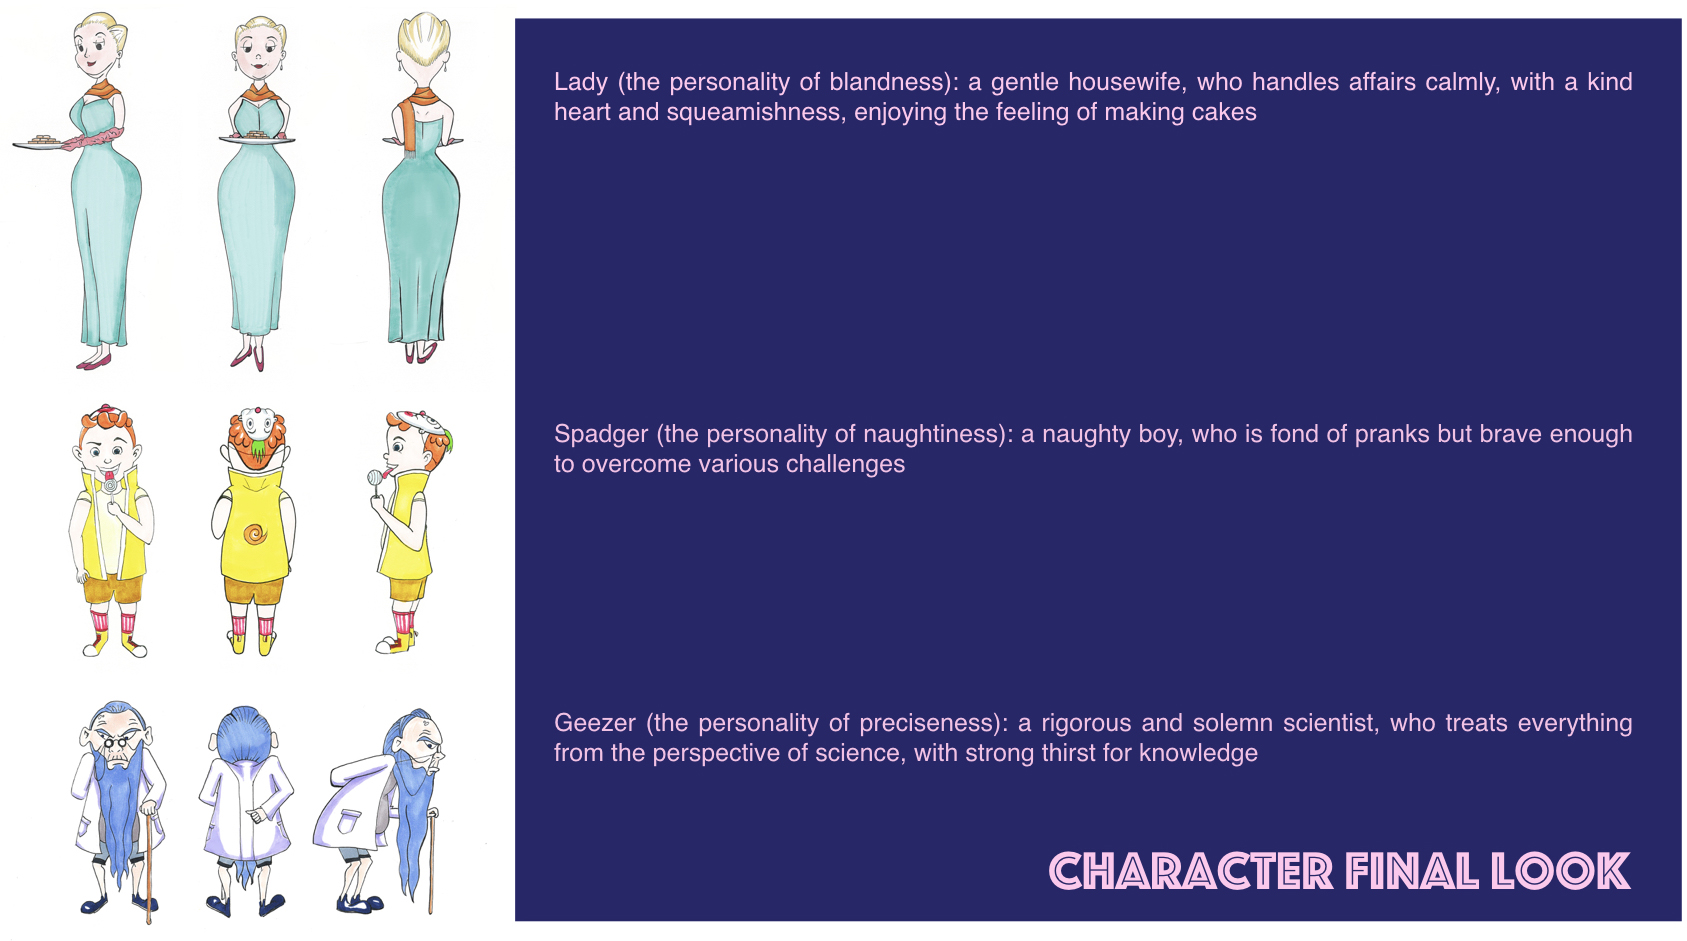 Lady (the personality of blandness): a gentle housewife, who handles affairs calmly, with a kind
heart and squeamishness, enjoying the feeling of making cakes
Spadger (the personality of naughtiness): a naughty boy, who is fond of pranks but brave enough
to overcome various challenges
Geezer (the personality of preciseness): a rigorous and solemn scientist, who treats everything
from the perspective of science, with strong thirst for knowledge
CHARACTER FINAL LOOK